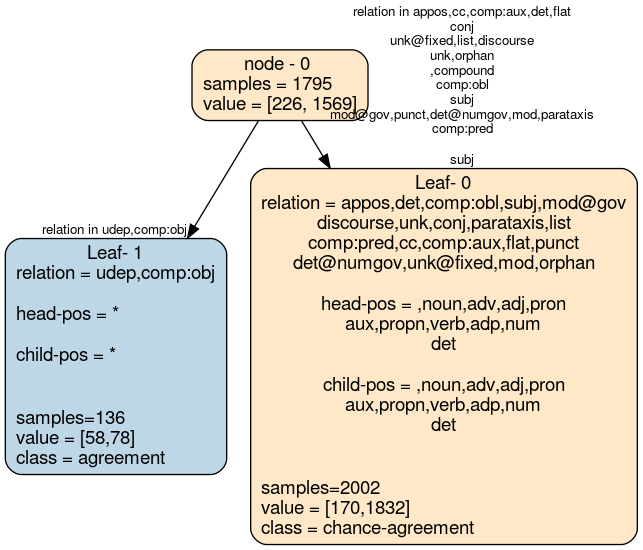 relation in appos,cc,comp:aux,det,flat
conj
unk@fixed,list,discourse
unk,orphan
,compound
comp:obl
subj
mod@gov,punct,det@numgov,mod,parataxis
comp:pred
subj
node - 0
samples = 1795
value = [226, 1569]
relation in udep,comp:obj
Leaf- 1
relation = udep,comp:obj
head-pos = *
child-pos = *
samples=136
value = [58,78]
class = agreement
Leaf- 0
relation = appos,det,comp:obl,subj,mod@gov
discourse,unk,conj,parataxis,list
comp:pred,cc,comp:aux,flat,punct
det@numgov,unk@fixed,mod,orphan
head-pos = ,noun,adv,adj,pron
aux,propn,verb,adp,num
det
child-pos = ,noun,adv,adj,pron
aux,propn,verb,adp,num
det
samples=2002
value = [170,1832]
class = chance-agreement